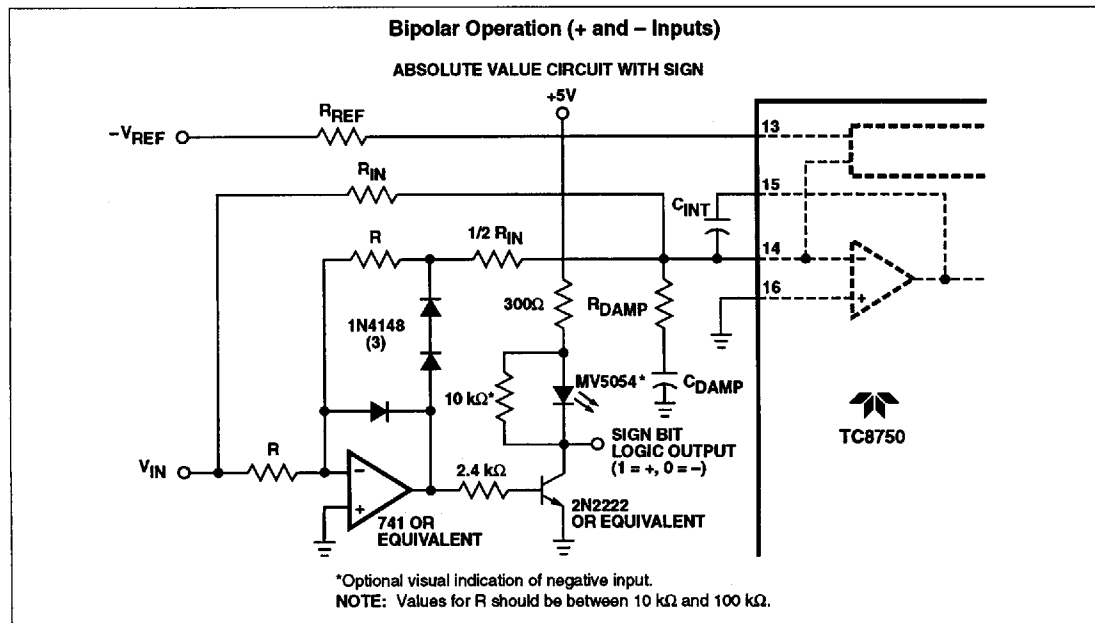 Bipolar Operation (+ and – Inputs)
ABSOLUTE VALUE CIRCUIT WITH SIGN
+5V
–VREF
RREF
13
RIN
15
CINT
R
1/2 RIN
14
16
300Ω
RDAMP
1N4148
(3)
10 kΩ*
MV5054*
CDAMP
TC8750
SIGN BIT
LOGIC OUTPUT
(1 = +, 0 = –)
VIN
R
–
+
2.4 kΩ
741 OR
EQUIVALENT
2N2222
OR EQUIVALENT
–
+
*Optional visual indication of negative input.
NOTE: Values for R should be between 10 kΩ and 100 kΩ.